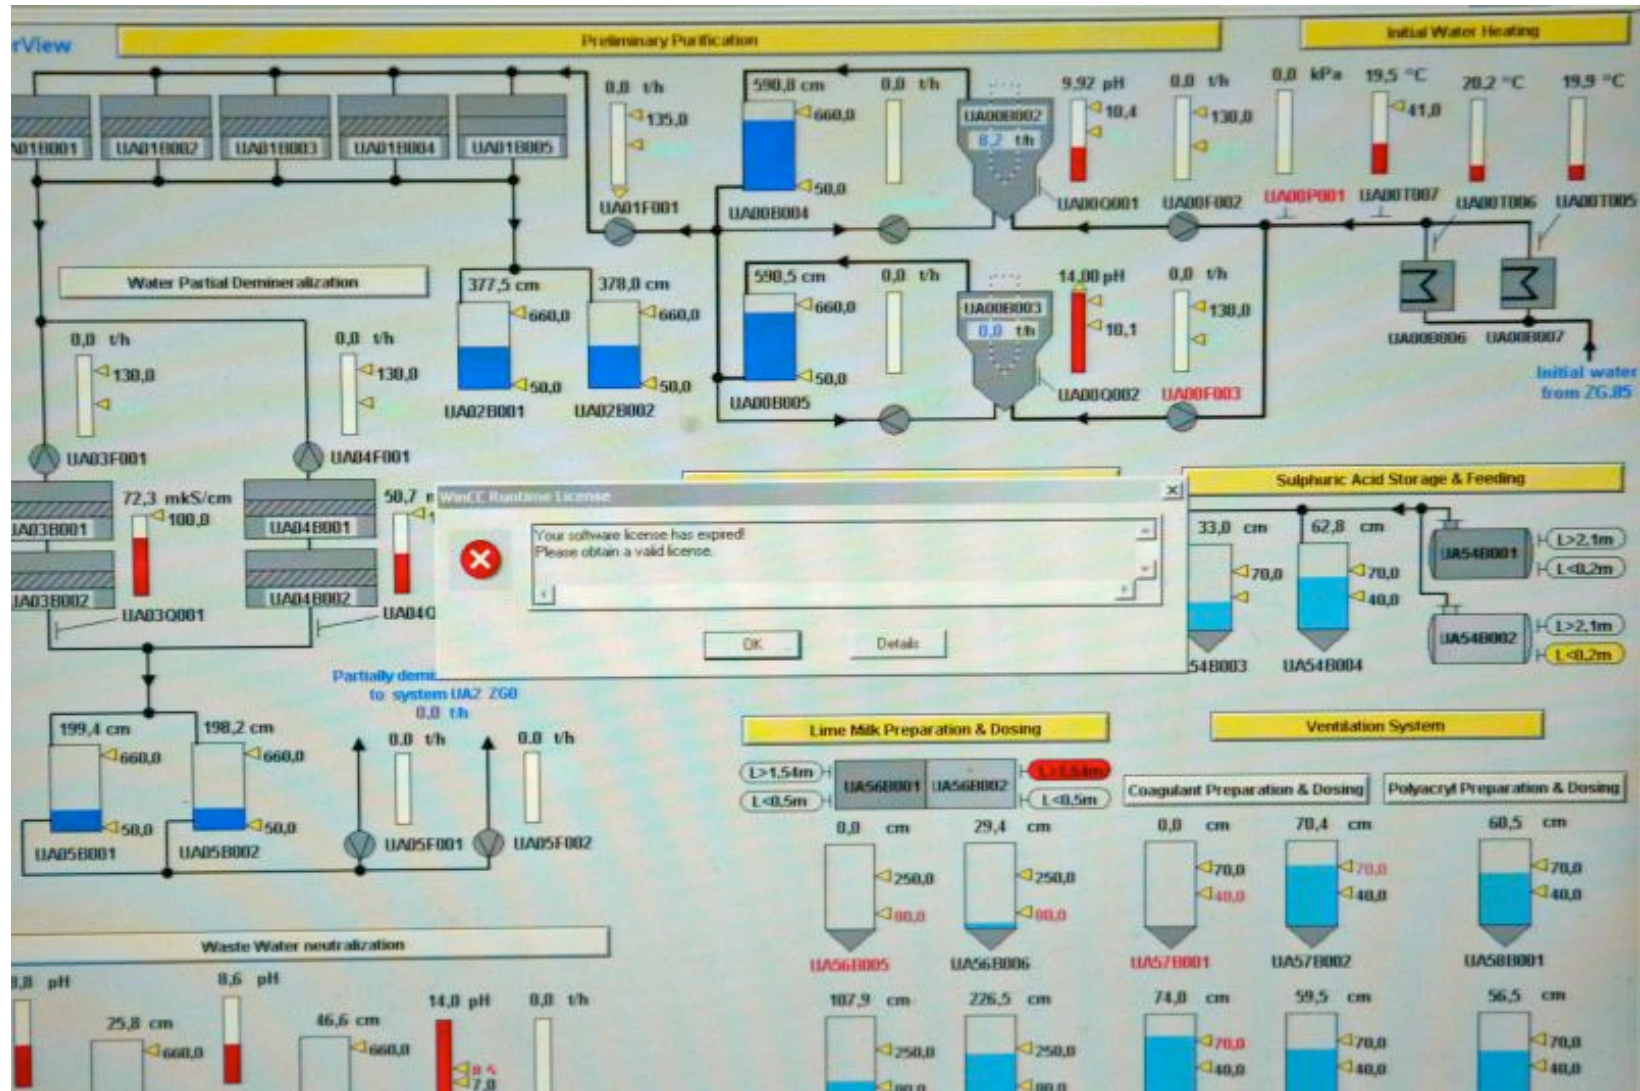 rView
Preliminary Purification
Initial Water Heating
0,0 t/h
135,0
UA01F001
590,8 cm
660,0
50,0
UA00B004
0,0 t/h
UA00B002
8,2 t/h
9,92 pH
10,4
UA00Q001
0,0 t/h
130,0
UA00F002
0,0 kPa
UA00P001
19,5 °C
41,0
UA00T007
20,2 °C
UA00T006
19,9 °C
UA00T005
A01B001
UA01B002
UA01B003
UA01B004
UA01B005
Water Partial Demineralization
377,5 cm
660,0
50,0
UA02B001
378,0 cm
660,0
50,0
UA02B002
590,5 cm
660,0
50,0
UA00B005
0,0 t/h
UA00B003
0,0 t/h
14,00 pH
10,1
UA00Q002
0,0 t/h
130,0
UA00F003
UA00B006
UA00B007
Initial water
from ZG.85
0,0 t/h
130,0
UA03F001
0,0 t/h
130,0
UA04F001
UA03B001
UA03B002
72,3 mkS/cm
100,0
UA03Q001
UA04B001
UA04B002
50,7
UA04Q
WinCC Runtime License
Your software license has expired!
Please obtain a valid license.
OK
Details
Sulphuric Acid Storage & Feeding
33,0 cm
70,0
54B003
62,8 cm
70,0
40,0
UA54B004
UA54B001
L>2,1m
L<0,2m
UA54B002
L>2,1m
L<0,2m
Partially demi
to system UA2 ZG0
0,0 t/h
199,4 cm
660,0
50,0
UA05B001
198,2 cm
660,0
50,0
UA05B002
0,0 t/h
UA05F001
0,0 t/h
UA05F002
Lime Milk Preparation & Dosing
L>1,54m
L<0,5m
UA56B001
UA56B002
L>1,54m
L<0,5m
Ventilation System
Coagulant Preparation & Dosing
Polyacryl Preparation & Dosing
0,0 cm
250,0
80,0
UA56B005
29,4 cm
250,0
80,0
UA56B006
0,0 cm
70,0
40,0
UA57B001
70,4 cm
70,0
40,0
UA57B002
60,5 cm
70,0
40,0
UA58B001
Waste Water neutralization
pH
25,8 cm
660,0
8,6 pH
46,6 cm
660,0
14,0 pH
7,0
0,0 t/h
107,9 cm
250,0
80,0
226,5 cm
250,0
80,0
74,0 cm
70,0
40,0
59,5 cm
70,0
40,0
56,5 cm
70,0
40,0